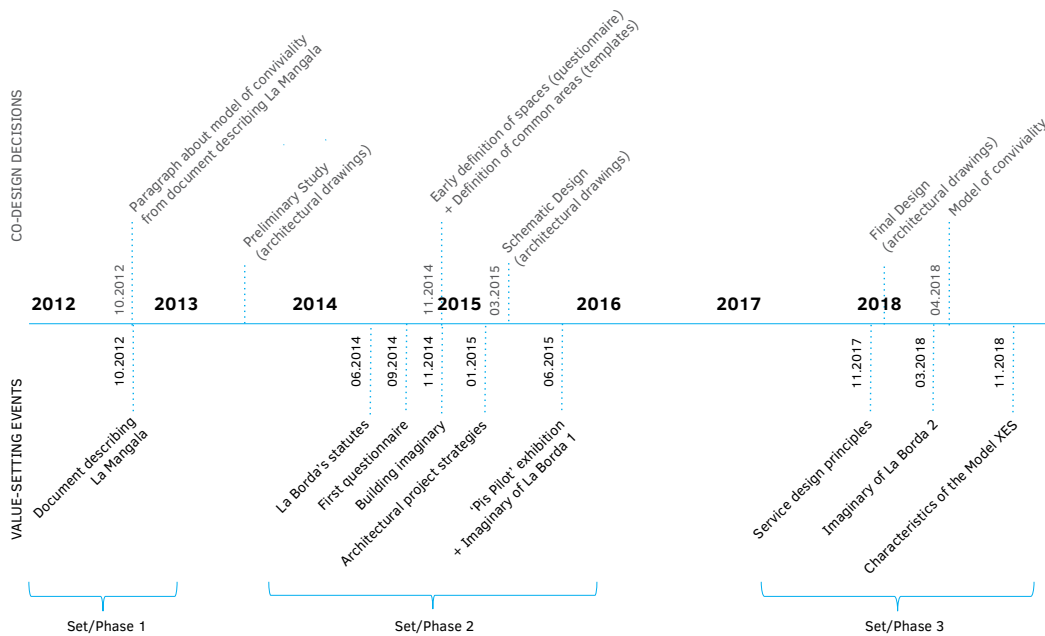 CO-DESIGN DECISIONS
Paragraph about model of conviviality
from document describing La Mangala
Preliminary Study
(architectural drawings)
Early definition of spaces (questionnaire)
+ Definition of common areas (templates)
Schematic Design
(architectural drawings)
Final Design
(architectural drawings)
Model of conviviality
10.2012
11.2014
03.2015
04.2018
2012
2013
2014
2015
2016
2017
2018
VALUE-SETTING EVENTS
10.2012
06.2014
09.2014
11.2014
01.2015
06.2015
11.2017
03.2018
11.2018
Document describing
La Mangala
La Borda's statutes
First questionnaire
Building imaginary
Architectural project strategies
'Pis Pilot' exhibition
+ Imaginary of La Borda 1
Service design principles
Imaginary of La Borda 2
Characteristics of the Model XES
Set/Phase 1
Set/Phase 2
Set/Phase 3